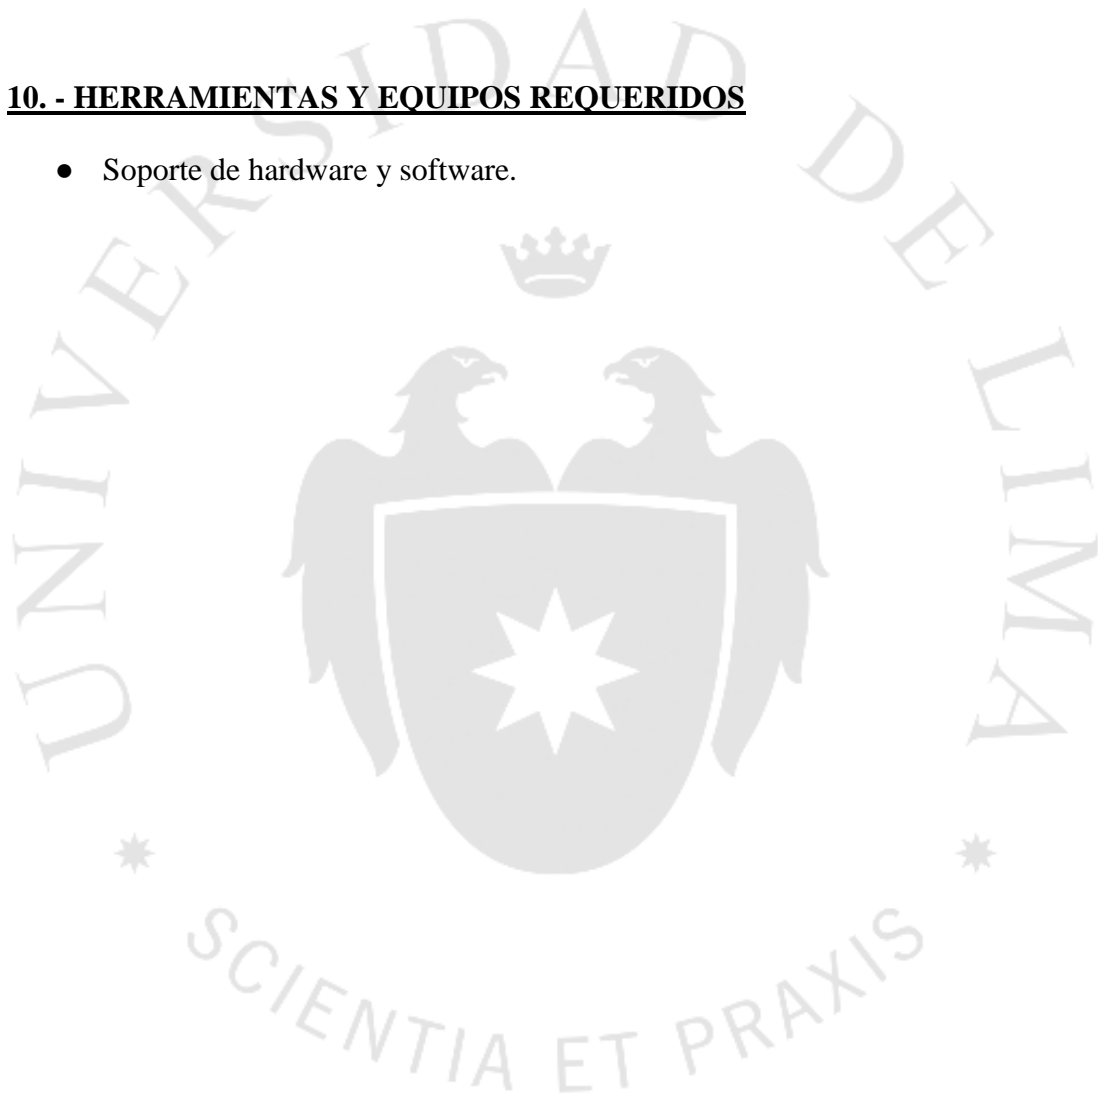 10. - HERRAMIENTAS Y EQUIPOS REQUERIDOS
● Soporte de hardware y software.
UNIVERSIDAD DE LIMA
SCIENTIA ET PRAXIS